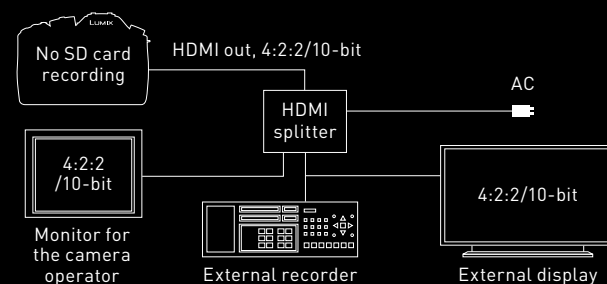 LUMIX
No SD card
recording
HDMI out, 4:2:2/10-bit
AC
HDMI
splitter
4:2:2
/10-bit
4:2:2/10-bit
Monitor for
the camera
operator
External recorder
External display